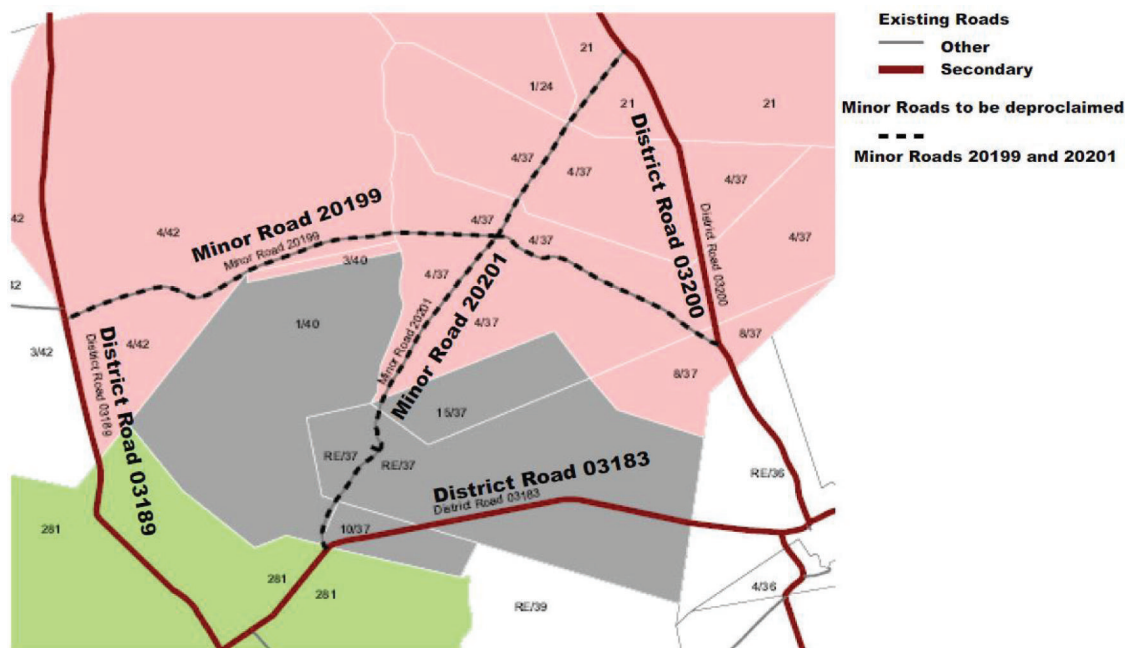 Existing Roads
Other
Secondary
Minor Roads to be deproclaimed
Minor Roads 20199 and 20201
21
1/24
21
21
District Road 03200
District Road 03200
4/37
4/37
4/37
4/37
42
4/42
Minor Road 20199
Minor Road 20199
4/37
4/37
4/37
3/40
4/37
Minor Road 20201
Minor Road 20201
4/37
1/40
8/37
8/37
3/42
4/42
District Road 03189
District Road 03189
15/37
RE/37
RE/37
District Road 03183
District Road 03183
RE/36
10/37
281
281
281
4/36
RE/39